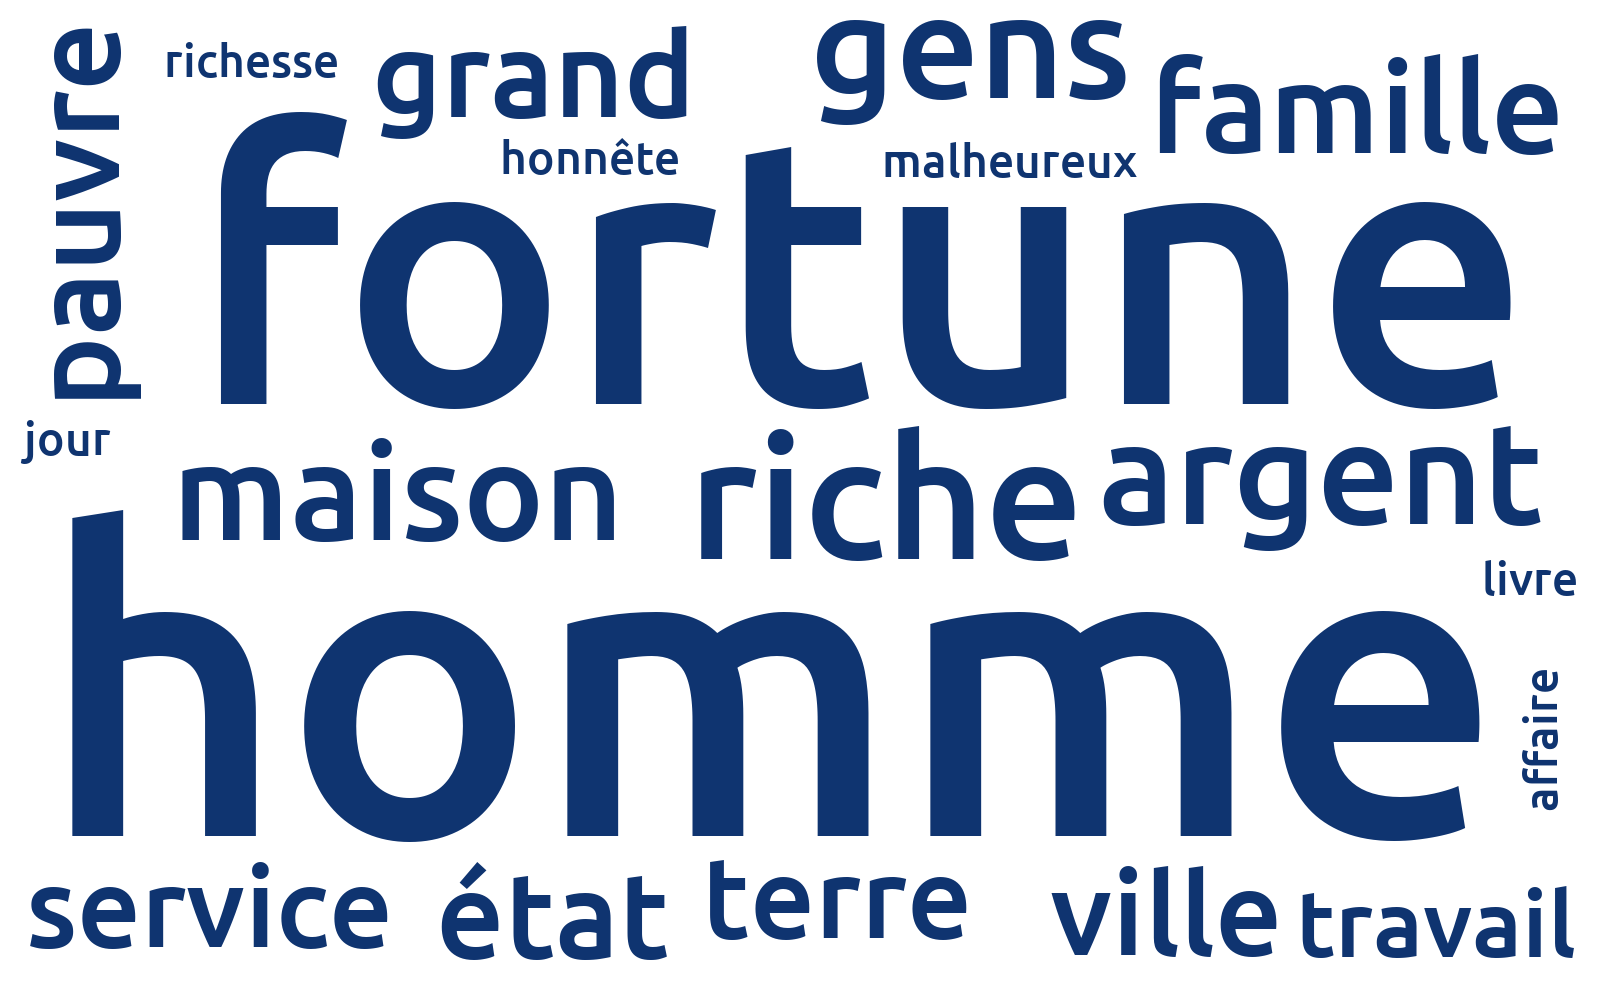 pauvre
richesse
grand
gens
famille
honnête
malheureux
fortune
jour
maison
riche
argent
livre
homme
affaire
service
état
terre
ville
travail